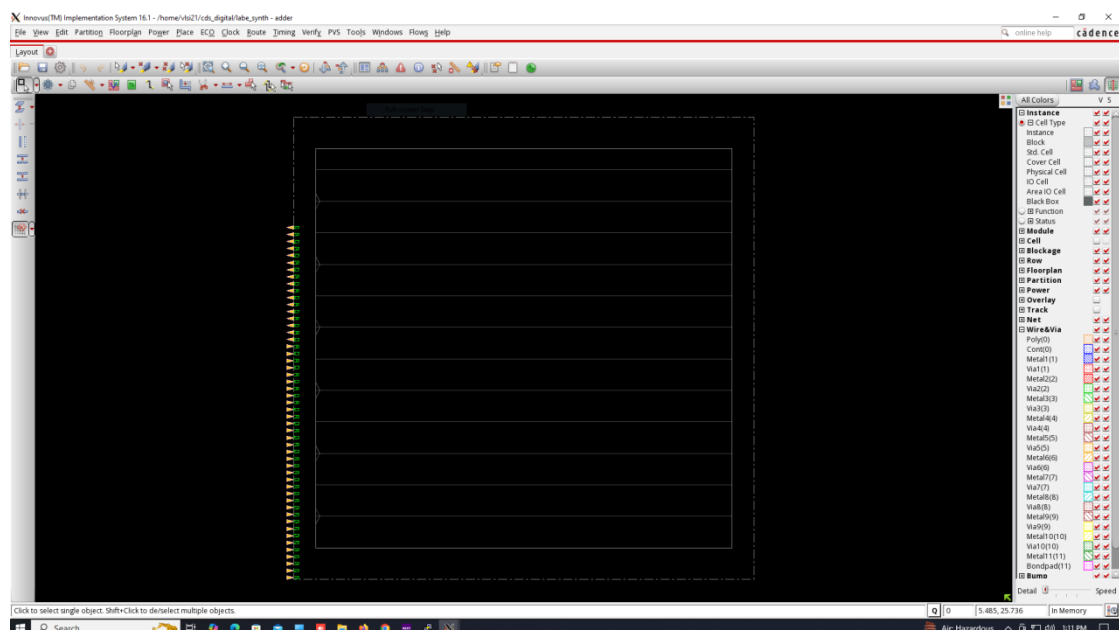 Innovus(TM) Implementation System 16.1 - /home/vlsi21/cds_digital/labe_synth - adder
File View Edit Partition Floorplan Power Place ECO Clock Route Timing Verify PVS Tools Windows Flows Help
online help
cādence
Layout
All Colors V S
Instance
Cell Type
Instance
Block
Std. Cell
Cover Cell
Physical Cell
IO Cell
Area IO Cell
Black Box
Function
Status
Module
Cell
Blockage
Row
Floorplan
Partition
Power
Overlay
Track
Net
Wire&Via
Poly(0)
Cont(0)
Metal1(1)
Via1(1)
Metal2(2)
Via2(2)
Metal3(3)
Via3(3)
Metal4(4)
Via4(4)
Metal5(5)
Via5(5)
Metal6(6)
Via6(6)
Metal7(7)
Via7(7)
Metal8(8)
Via8(8)
Metal9(9)
Via9(9)
Metal10(10)
Via10(10)
Metal11(11)
Bondpad(11)
Bump
Detail Speed
Click to select single object. Shift+Click to de/select multiple objects.
Q 0 5.485, 25.736 In Memory
Search
Air: Hazardous
1:11 PM